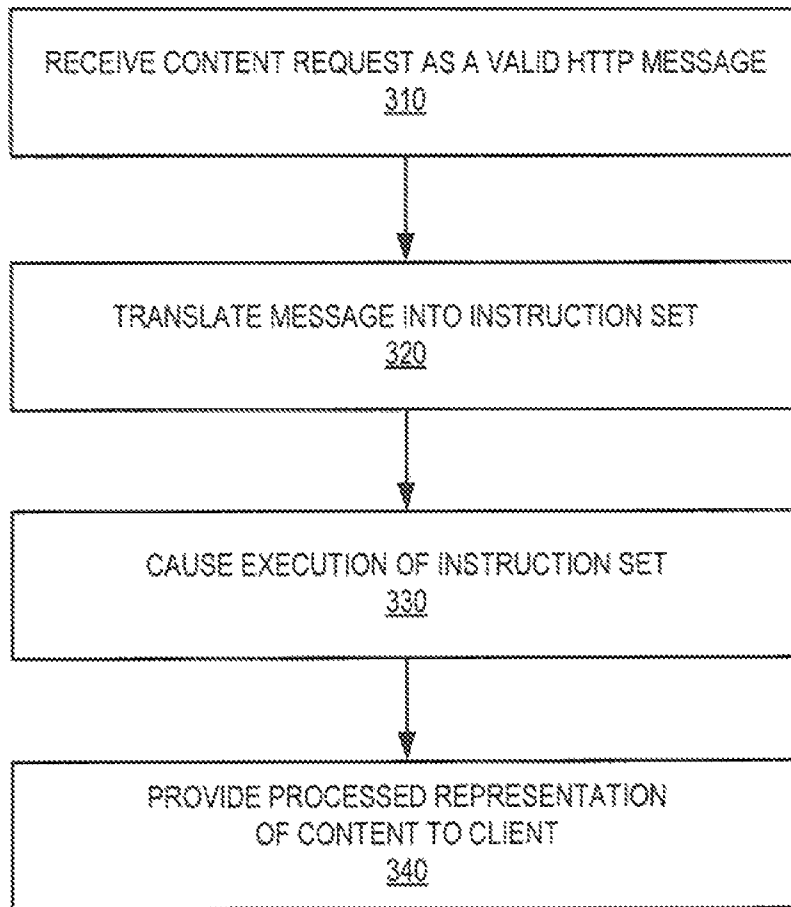 RECEIVE CONTENT REQUEST AS A VALID HTTP MESSAGE
310
TRANSLATE MESSAGE INTO INSTRUCTION SET
320
CAUSE EXECUTION OF INSTRUCTION SET
330
PROVIDE PROCESSED REPRESENTATION
OF CONTENT TO CLIENT
340